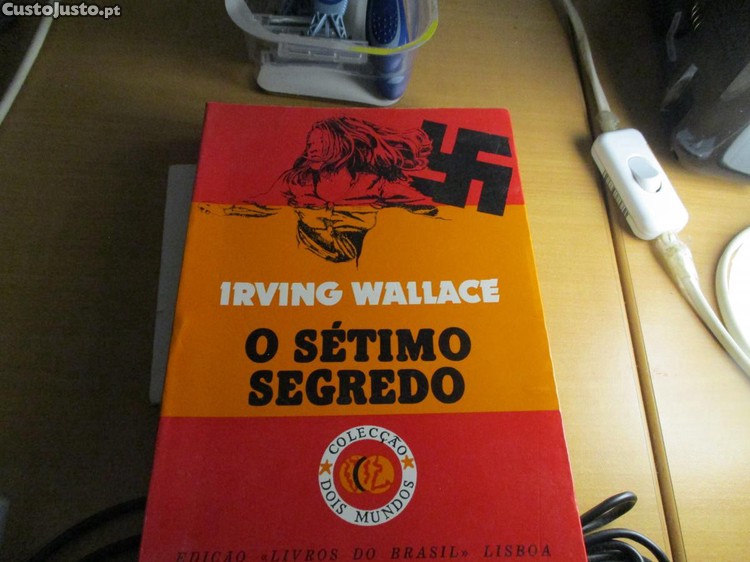 CustoJusto.pt
IRVING WALLACE
O SÉTIMO
SEGREDO
COLECÇÃO
DOIS MUNDOS
EDIÇÃO «LIVROS DO BRASIL» LISBOA